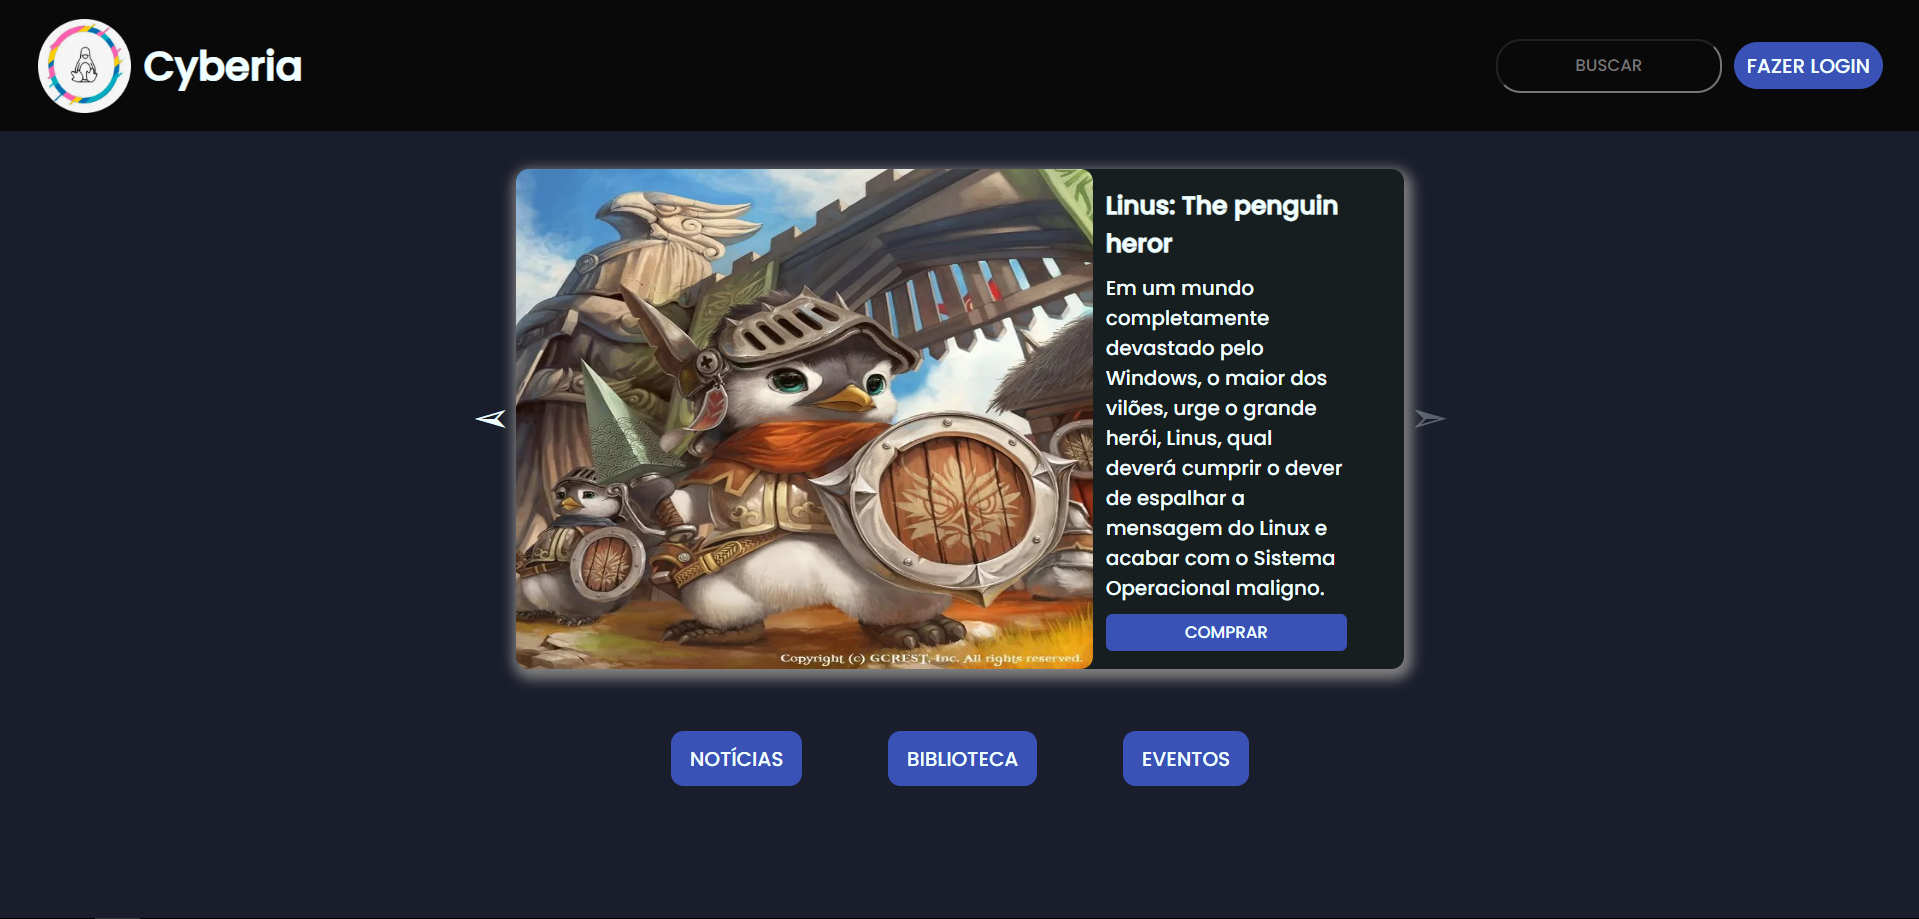 Cyberia
BUSCAR
FAZER LOGIN
Linus: The penguin
heror
Em um mundo
completamente
devastado pelo
Windows, o maior dos
vilões, urge o grande
herói, Linus, qual
deverá cumprir o dever
de espalhar a
mensagem do Linux e
acabar com o Sistema
Operacional maligno.
COMPRAR
Copyright (c) GCREST, Inc. All rights reserved.
NOTÍCIAS
BIBLIOTECA
EVENTOS